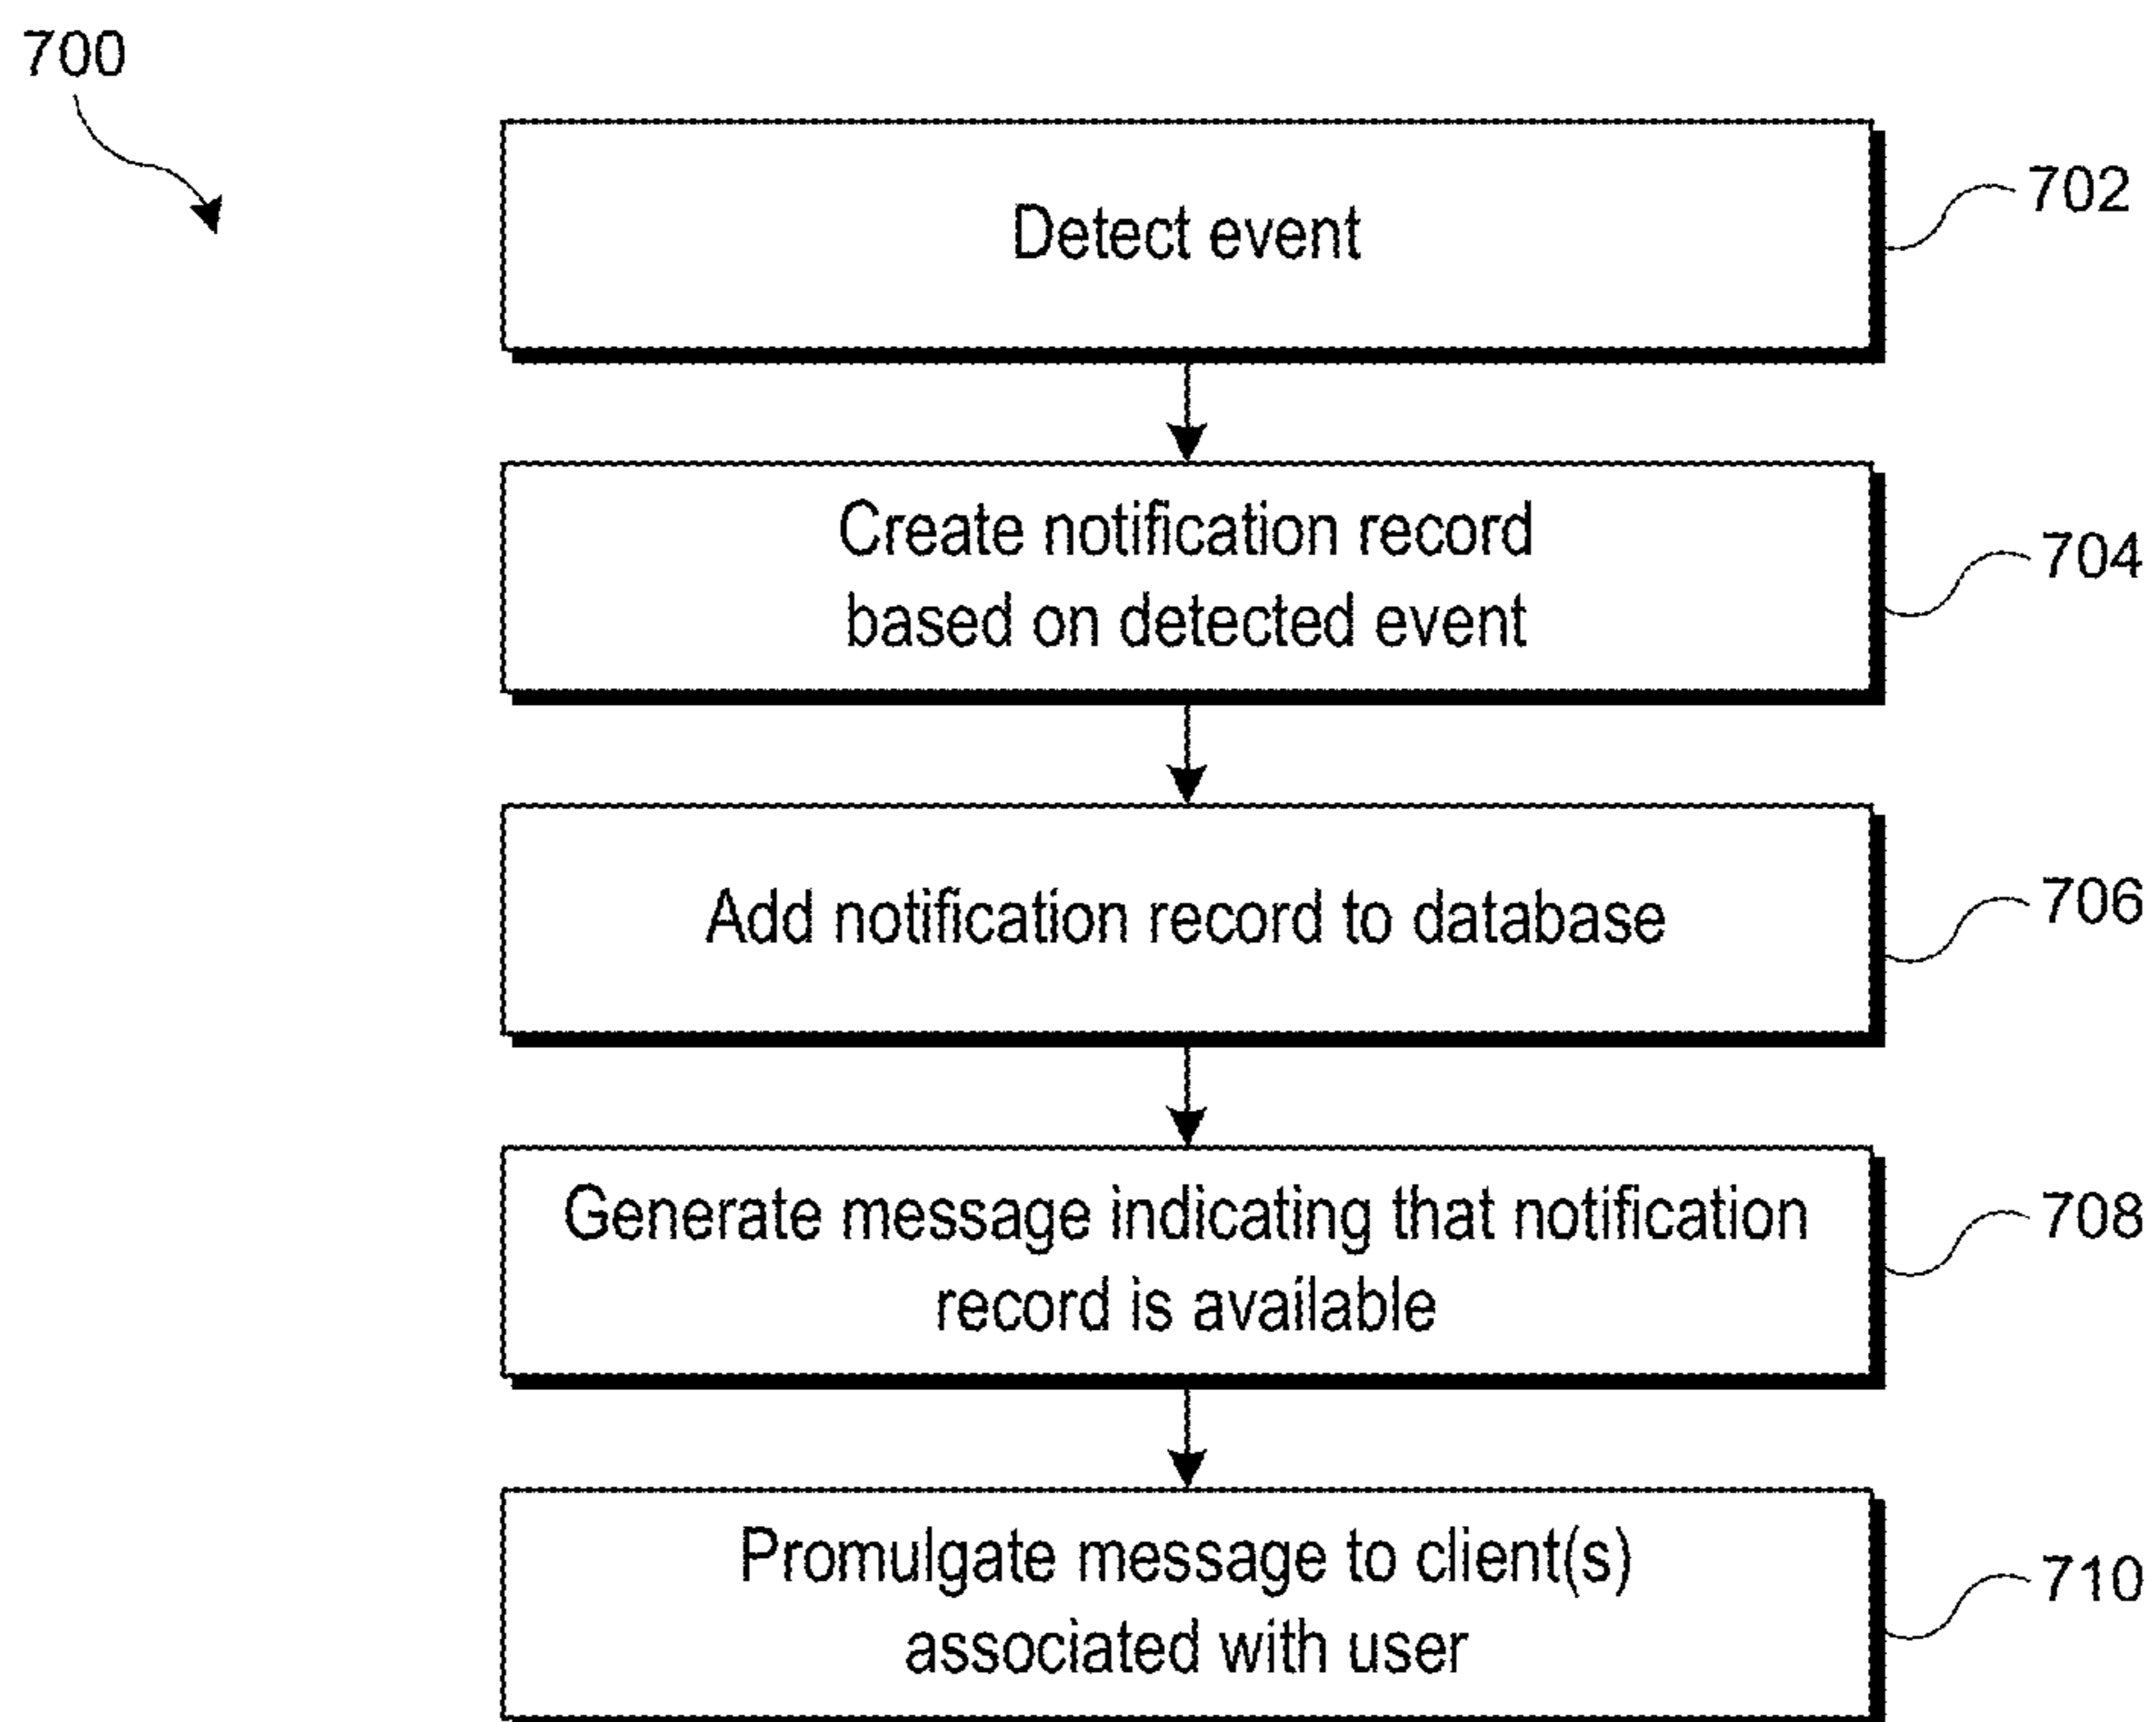 700
Detect event
702
Create notification record
based on detected event
704
Add notification record to database
706
Generate message indicating that notification
record is available
708
Promulgate message to client(s)
associated with user
710